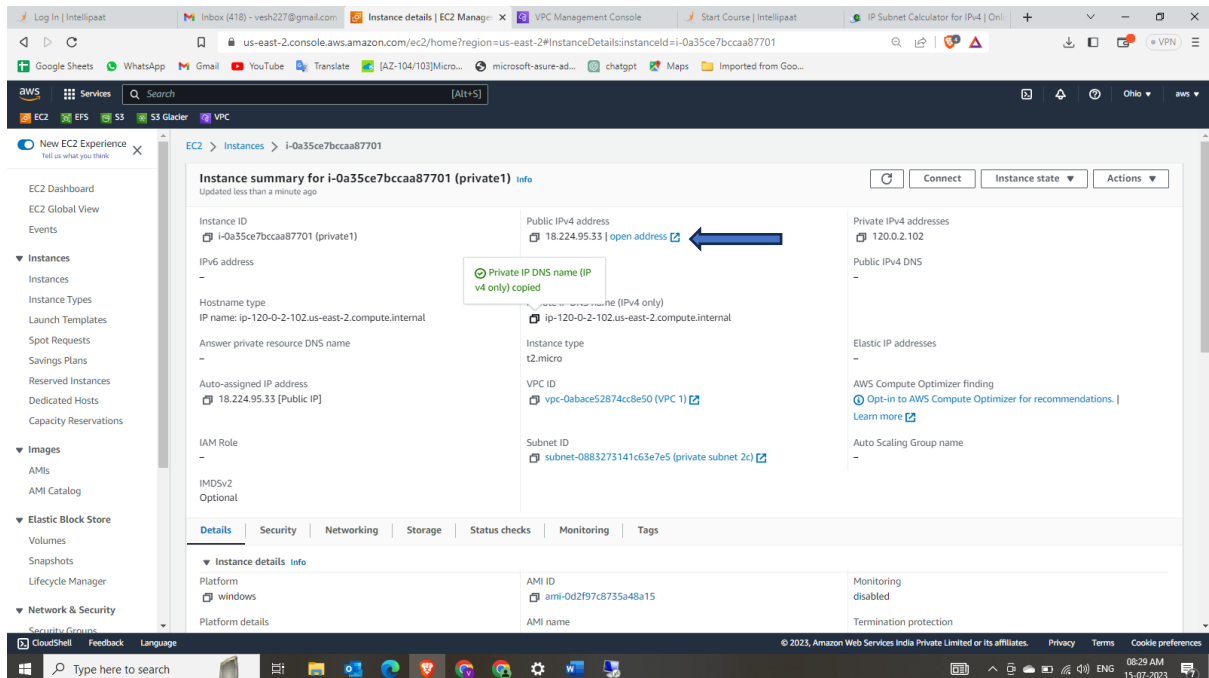 Log In | Intellipaat
Inbox (418) - vesh227@gmail.com
Instance details | EC2 Manage
VPC Management Console
Start Course | Intellipaat
IP Subnet Calculator for IPv4 | Onli
us-east-2.console.aws.amazon.com/ec2/home?region=us-east-2#InstanceDetails:instanceId=i-0a35ce7bccaa87701
VPN
Google Sheets
WhatsApp
Gmail
YouTube
Translate
[AZ-104/103]Micro...
microsoft-asure-ad...
chatgpt
Maps
Imported from Goo...
aws
Services
Search
[Alt+S]
Ohio
aws
EC2
EFS
S3
S3 Glacier
VPC
New EC2 Experience
Tell us what you think
EC2 Dashboard
EC2 Global View
Events
Instances
Instances
Instance Types
Launch Templates
Spot Requests
Savings Plans
Reserved Instances
Dedicated Hosts
Capacity Reservations
Images
AMIs
AMI Catalog
Elastic Block Store
Volumes
Snapshots
Lifecycle Manager
Network & Security
Security Groups
EC2 > Instances > i-0a35ce7bccaa87701
Instance summary for i-0a35ce7bccaa87701 (private1) Info
Updated less than a minute ago
Connect
Instance state
Actions
Instance ID
i-0a35ce7bccaa87701 (private1)
Public IPv4 address
18.224.95.33 | open address
Private IPv4 addresses
120.0.2.102
IPv6 address
–
Private IP DNS name (IP
v4 only) copied
Public IPv4 DNS
–
Hostname type
IP name: ip-120-0-2-102.us-east-2.compute.internal
name (IPv4 only)
ip-120-0-2-102.us-east-2.compute.internal
Answer private resource DNS name
–
Instance type
t2.micro
Elastic IP addresses
–
Auto-assigned IP address
18.224.95.33 [Public IP]
VPC ID
vpc-0abace52874cc8e50 (VPC 1)
AWS Compute Optimizer finding
Opt-in to AWS Compute Optimizer for recommendations. |
Learn more
IAM Role
–
Subnet ID
subnet-0883273141c63e7e5 (private subnet 2c)
Auto Scaling Group name
–
IMDSv2
Optional
Details
Security
Networking
Storage
Status checks
Monitoring
Tags
Instance details Info
Platform
windows
AMI ID
ami-0d2f97c8735a48a15
Monitoring
disabled
Platform details
AMI name
Termination protection
CloudShell
Feedback
Language
© 2023, Amazon Web Services India Private Limited or its affiliates.
Privacy
Terms
Cookie preferences
Type here to search
ENG
08:29 AM
15-07-2023